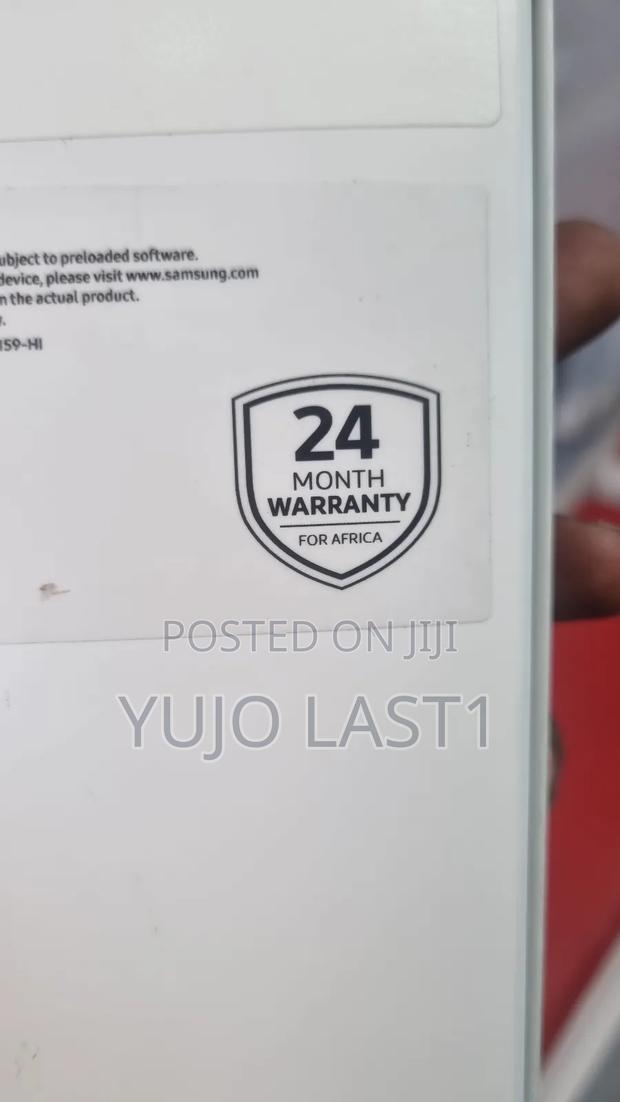 ubject to preloaded software.
device, please visit www.samsung.com
n the actual product.
159-HI
24
MONTH
WARRANTY
FOR AFRICA
POSTED ON JIJI
YUJO LAST1